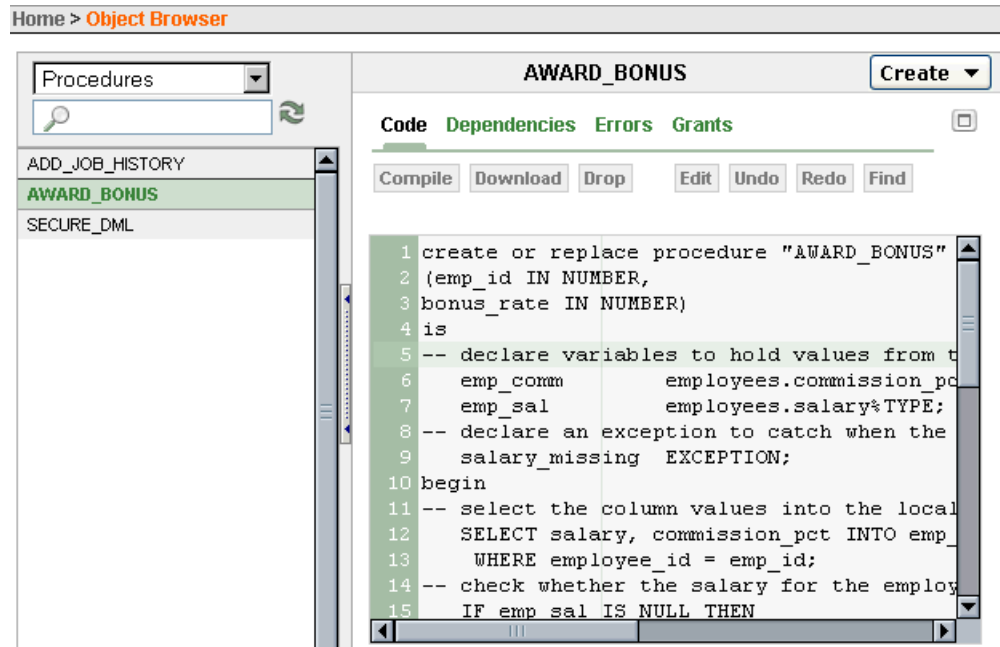 Home > Object Browser
Procedures
ADD_JOB_HISTORY
AWARD_BONUS
SECURE_DML
AWARD_BONUS
Create
Code Dependencies Errors Grants
Compile Download Drop Edit Undo Redo Find
1 create or replace procedure "AWARD_BONUS"
2 (emp_id IN NUMBER,
3 bonus_rate IN NUMBER)
4 is
5 -- declare variables to hold values from t
6 emp_comm employees.commission_pc
7 emp_sal employees.salary%TYPE;
8 -- declare an exception to catch when the
9 salary_missing EXCEPTION;
10 begin
11 -- select the column values into the local
12 SELECT salary, commission_pct INTO emp_
13 WHERE employee_id = emp_id;
14 -- check whether the salary for the employ
15 IF emp_sal IS NULL THEN